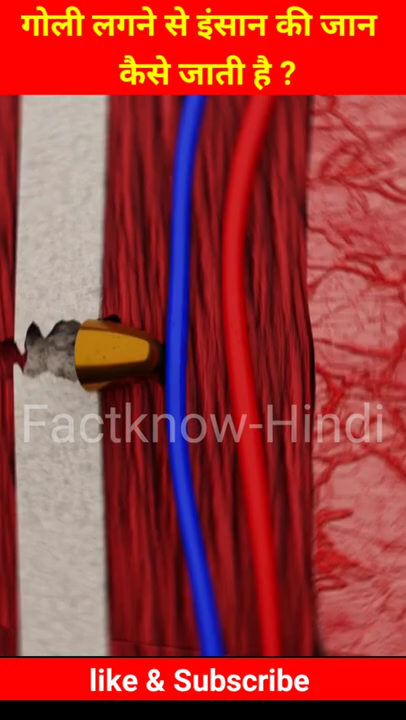 गोली लगने से इंसान की जान
कैसे जाती है ?
Factknow-Hindi
like & Subscribe